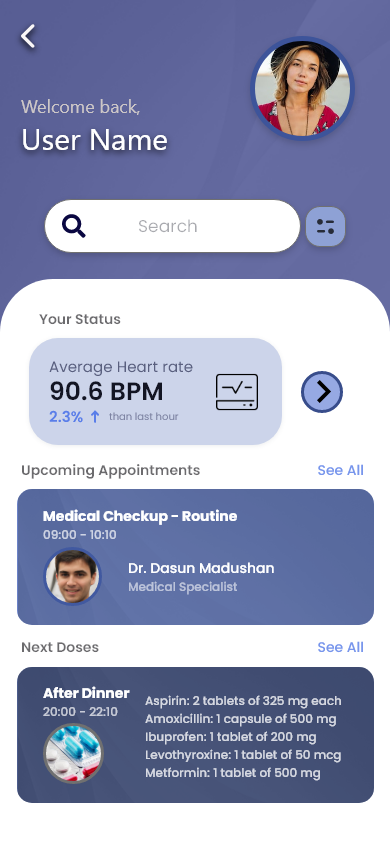 Welcome back,
User Name
Search
Your Status
Average Heart rate
90.6 BPM
2.3% ↑ than last hour
Upcoming Appointments See All
Medical Checkup - Routine
09:00 - 10:10
Dr. Dasun Madushan
Medical Specialist
Next Doses See All
After Dinner
20:00 - 22:10
Aspirin: 2 tablets of 325 mg each
Amoxicillin: 1 capsule of 500 mg
Ibuprofen: 1 tablet of 200 mg
Levothyroxine: 1 tablet of 50 mcg
Metformin: 1 tablet of 500 mg